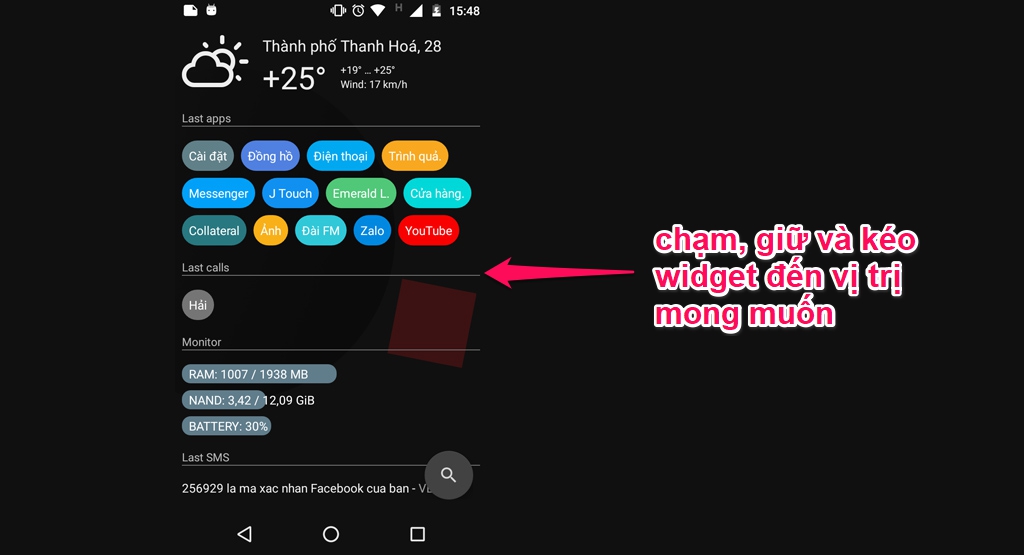 H 15:48
Thành phố Thanh Hoá, 28
+25°
+19° … +25°
Wind: 17 km/h
Last apps
Cài đặt Đồng hồ Điện thoại Trình quả.
Messenger J Touch Emerald L. Cửa hàng.
Collateral Ảnh Đài FM Zalo YouTube
Last calls
Hải
Monitor
RAM: 1007 / 1938 MB
NAND: 3,42 / 12,09 GiB
BATTERY: 30%
Last SMS
256929 la ma xac nhan Facebook cua ban -
chạm, giữ và kéo
widget đến vị trị
mong muốn